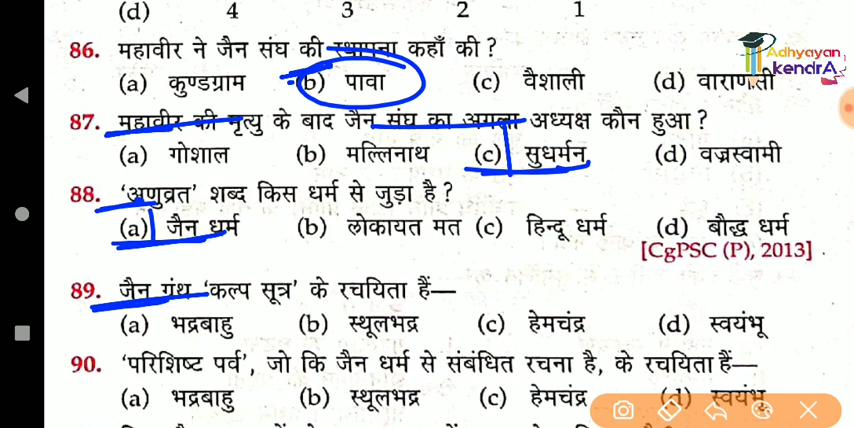 (d) 4 3 2 1
86. महावीर ने जैन संघ की स्थापना कहाँ की ?
(a) कुण्डग्राम (b) पावा (c) वैशाली (d) वाराणसी
87. महावीर की मृत्यु के बाद जैन संघ का अगला अध्यक्ष कौन हुआ ?
(a) गोशाल (b) मल्लिनाथ (c) सुधर्मन (d) वज्रस्वामी
88. ‘अणुव्रत’ शब्द किस धर्म से जुड़ा है ?
(a) जैन धर्म (b) लोकायत मत (c) हिन्दू धर्म (d) बौद्ध धर्म
[CgPSC (P), 2013]
89. जैन गंथ ‘कल्प सूत्र’ के रचयिता हैं—
(a) भद्रबाहु (b) स्थूलभद्र (c) हेमचंद्र (d) स्वयंभू
90. ‘परिशिष्ट पर्व’, जो कि जैन धर्म से संबंधित रचना है, के रचयिता हैं—
(a) भद्रबाहु (b) स्थूलभद्र (c) हेमचंद्र (d) स्वयंभू
Adhyayan
kendrA